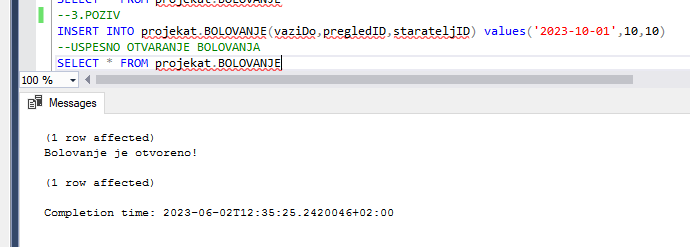 SELECT * FROM projekat.BOLOVANJE
--3.POZIV
INSERT INTO projekat.BOLOVANJE(vaziDo,pregledID,starateljID) values('2023-10-01',10,10)
--USPESNO OTVARANJE BOLOVANJA
SELECT * FROM projekat.BOLOVANJE
100 %
Messages
(1 row affected)
Bolovanje je otvoreno!
(1 row affected)
Completion time: 2023-06-02T12:35:25.2420046+02:00